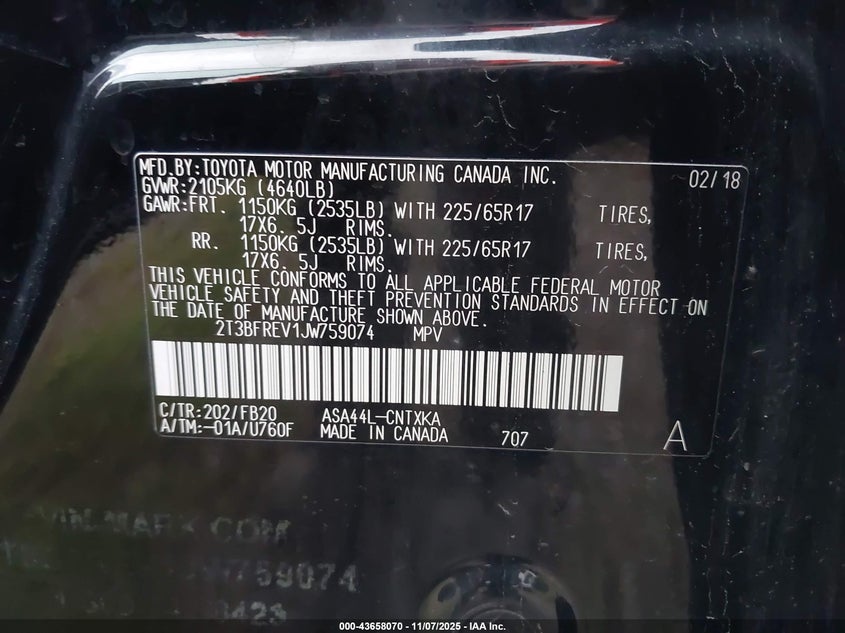 MFD.BY:TOYOTA MOTOR MANUFACTURING CANADA INC. 02/18
GVWR:2105KG (4640LB)
GAWR:FRT. 1150KG (2535LB) WITH 225/65R17 TIRES,
17X6. 5J RIMS.
RR. 1150KG (2535LB) WITH 225/65R17 TIRES,
17X6. 5J RIMS.
THIS VEHICLE CONFORMS TO ALL APPLICABLE FEDERAL MOTOR
VEHICLE SAFETY AND THEFT PREVENTION STANDARDS IN EFFECT ON
THE DATE OF MANUFACTURE SHOWN ABOVE.
2T3BFREV1JW759074 MPV
C/TR:202/FB20 ASA44L-CNTXKA
A/TM:-01A/U760F MADE IN CANADA 707 A
COM
759074
000-43658070 - 11/07/2025 - IAA Inc.